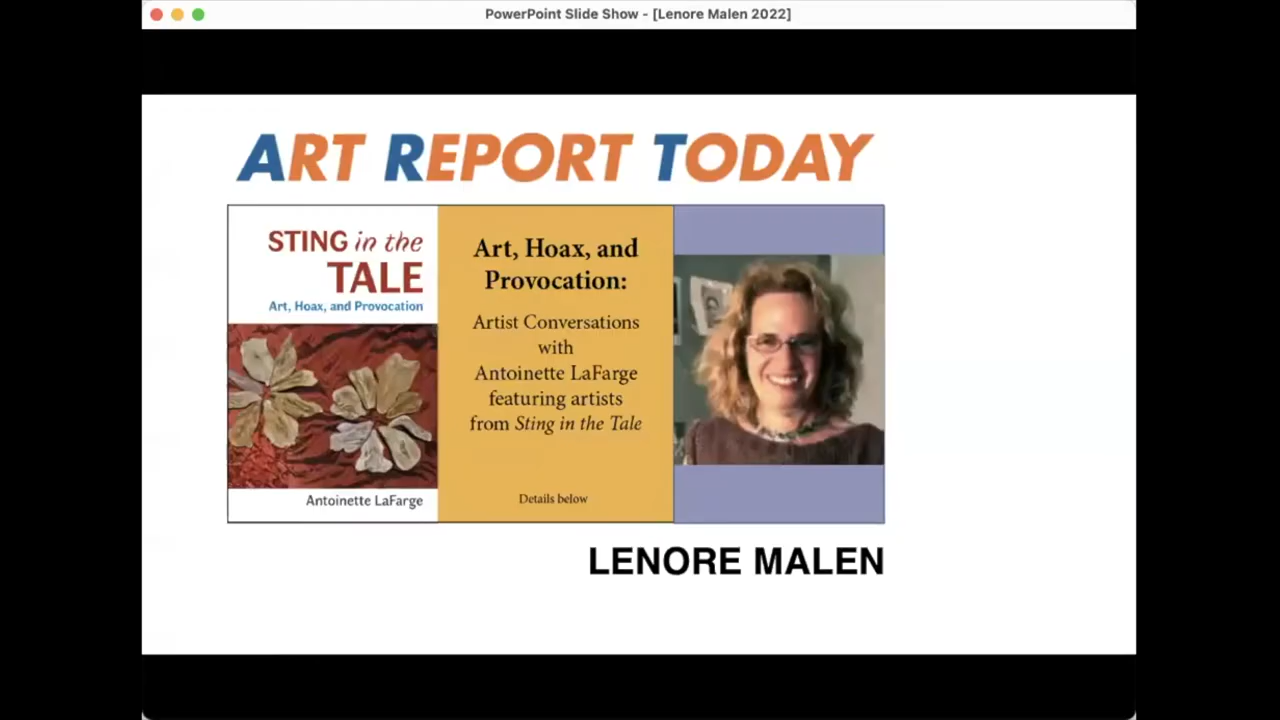 PowerPoint Slide Show - [Lenore Malen 2022]
ART REPORT TODAY
STING in the
TALE
Art, Hoax, and Provocation
Antoinette LaFarge
Art, Hoax, and
Provocation:
Artist Conversations
with
Antoinette LaFarge
featuring artists
from Sting in the Tale
Details below
LENORE MALEN